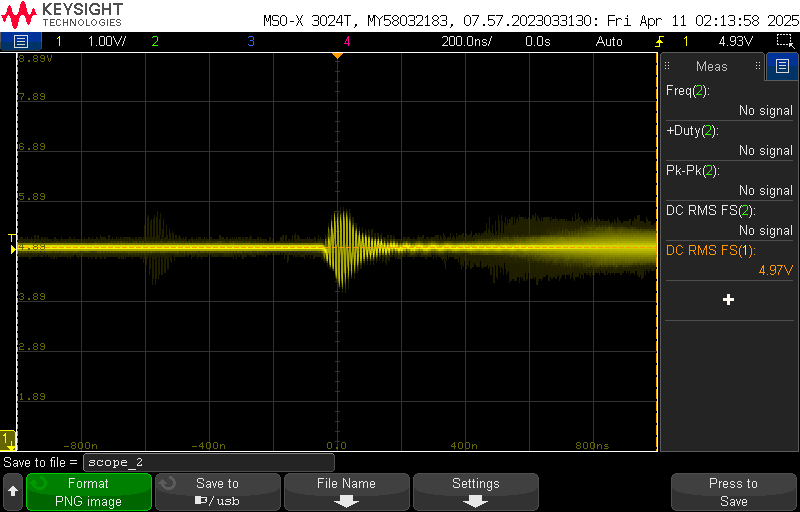 KEYSIGHT
TECHNOLOGIES
MSO-X 3024T, MY58032183, 07.57.2023033130: Fri Apr 11 02:13:58 2025
1 1.00V/ 2 3 4 200.0ns/ 0.0s Auto 1 4.93V
8.89V
7.89
6.89
5.89
T
4.89
3.89
2.89
1.89
1
-800n -400n 0.0 400n 800ns
Meas
Freq(2):
No signal
+Duty(2):
No signal
Pk-Pk(2):
No signal
DC RMS FS(2):
No signal
DC RMS FS(1):
4.97V
+
Save to file = scope_2
Format
PNG image
Save to
/usb
File Name
Settings
Press to
Save